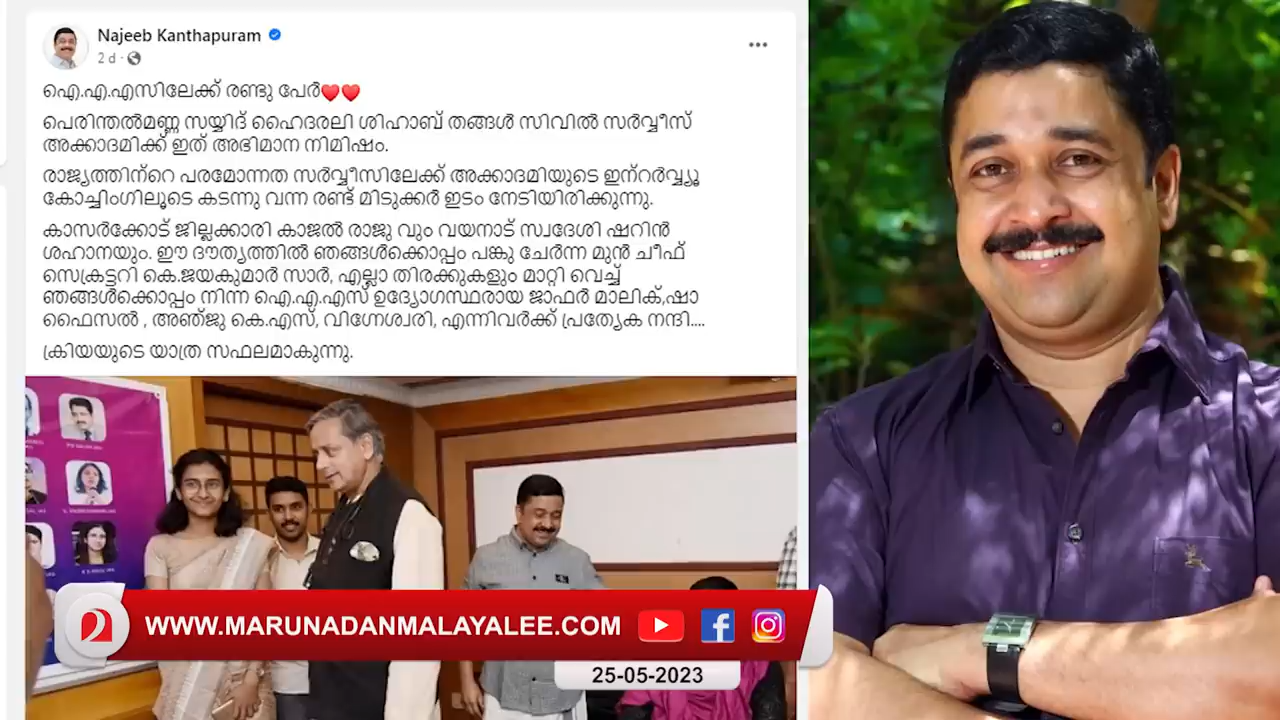 Najeeb Kanthapuram
2 d
ഐ.എ.എസിലേക്ക് രണ്ടു പേർ
പെരിന്തൽമണ്ണ സയ്യിദ് ഹൈദരലി ശിഹാബ് തങ്ങൾ സിവിൽ സർവ്വീസ്
അക്കാദമിക്ക് ഇത് അഭിമാന നിമിഷം.
രാജ്യത്തിന്റെ പരമോന്നത സർവ്വീസിലേക്ക് അക്കാദമിയുടെ ഇന്റർവ്വ്യൂ
കോച്ചിംഗിലൂടെ കടന്നു വന്ന രണ്ട് മിടുക്കർ ഇടം നേടിയിരിക്കുന്നു.
കാസർക്കോട് ജില്ലക്കാരി കാജൽ രാജു വും വയനാട് സ്വദേശി ഷറിൻ
ശഹാനയും. ഈ ദൗത്യത്തിൽ ഞങ്ങൾക്കൊപ്പം പങ്കു ചേർന്ന മുൻ ചീഫ്
സെക്രട്ടറി കെ.ജയകുമാർ സാർ, എല്ലാ തിരക്കുകളും മാറ്റി വെച്ച്
ഞങ്ങൾക്കൊപ്പം നിന്ന ഐ.എ.എസ് ഉദ്യോഗസ്ഥരായ ജാഫർ മാലിക്,ഷാ
ഫൈസൽ , അഞ്ജു കെ.എസ്, വിഗ്നേശ്വരി, എന്നിവർക്ക് പ്രത്യേക നന്ദി....
ക്രിയയുടെ യാത്ര സഫലമാകുന്നു.
WWW.MARUNADANMALAYALEE.COM
25-05-2023